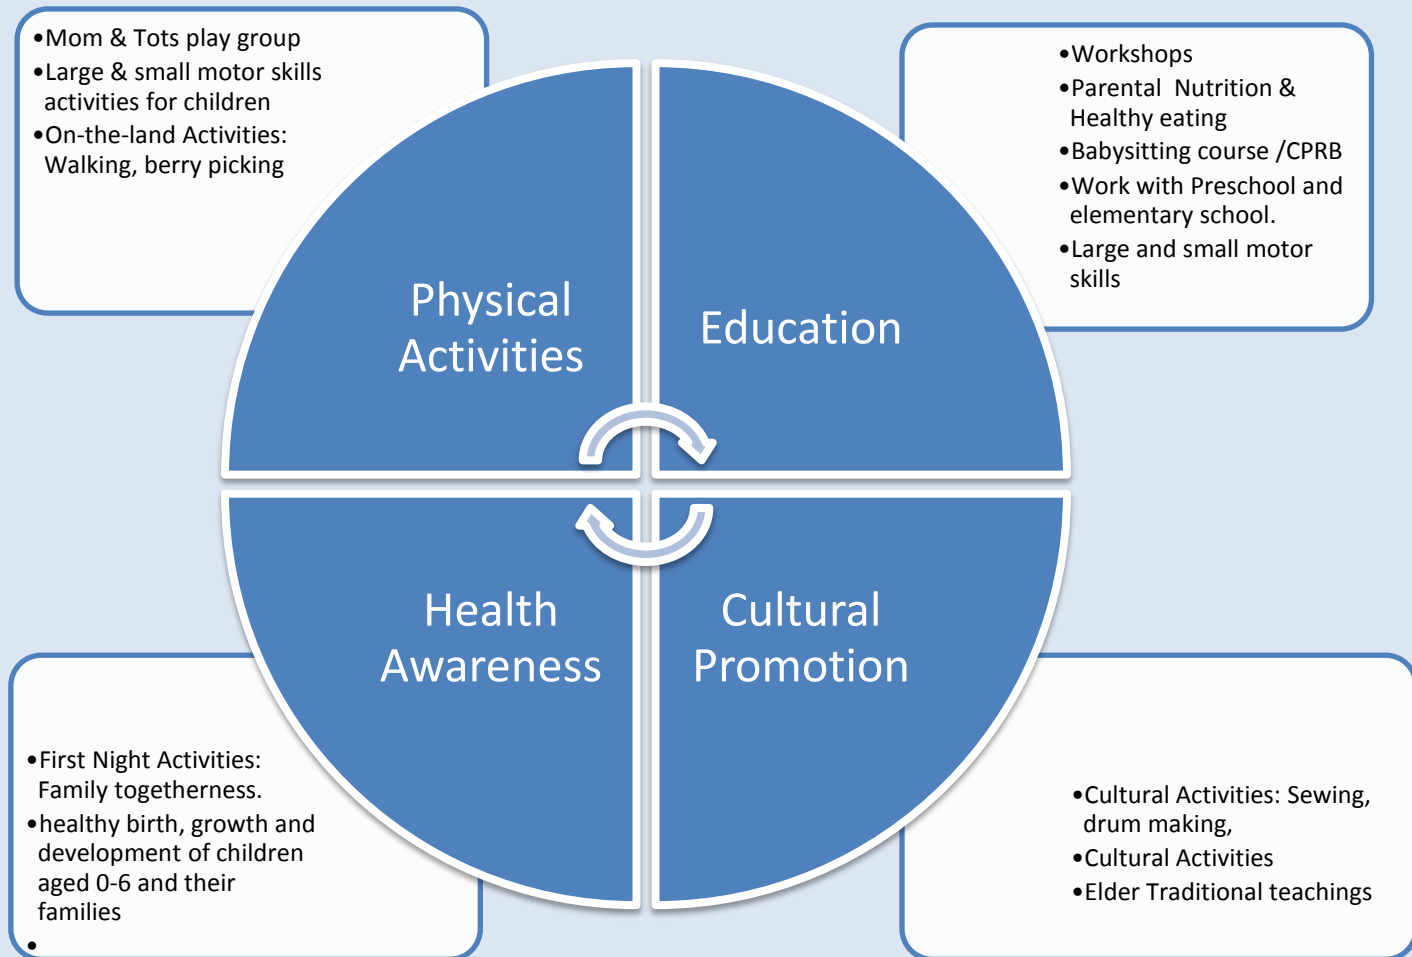 •Mom & Tots play group
•Large & small motor skills
activities for children
•On-the-land Activities:
Walking, berry picking
•Workshops
•Parental Nutrition &
Healthy eating
•Babysitting course /CPRB
•Work with Preschool and
elementary school.
•Large and small motor
skills
Physical
Activities
Education
Health
Awareness
Cultural
Promotion
•First Night Activities:
Family togetherness.
•healthy birth, growth and
development of children
aged 0-6 and their
families
•
•Cultural Activities: Sewing,
drum making,
•Cultural Activities
•Elder Traditional teachings